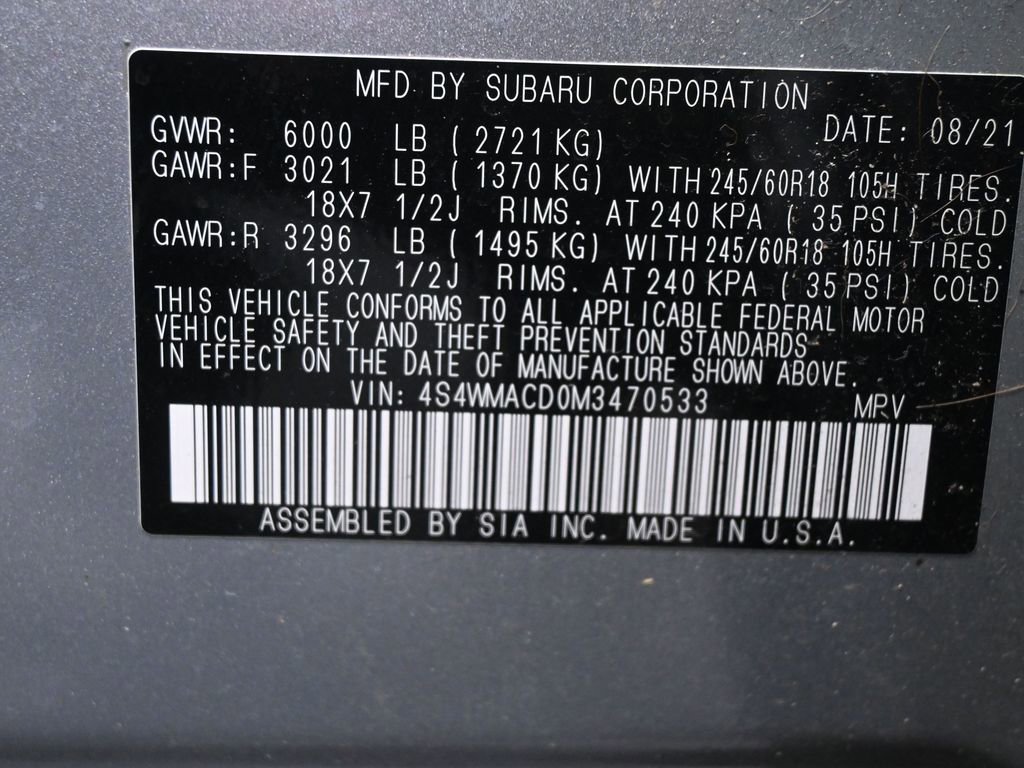 MFD BY SUBARU CORPORATION
GVWR: 6000 LB ( 2721 KG) DATE: 08/21
GAWR:F 3021 LB ( 1370 KG) WITH 245/60R18 105H TIRES.
18X7 1/2J RIMS. AT 240 KPA ( 35 PSI) COLD
GAWR:R 3296 LB ( 1495 KG) WITH 245/60R18 105H TIRES.
18X7 1/2J RIMS. AT 240 KPA ( 35 PSI) COLD
THIS VEHICLE CONFORMS TO ALL APPLICABLE FEDERAL MOTOR
VEHICLE SAFETY AND THEFT PREVENTION STANDARDS
IN EFFECT ON THE DATE OF MANUFACTURE SHOWN ABOVE.
VIN: 4S4WMACD0M3470533 MPV
ASSEMBLED BY SIA INC. MADE IN U.S.A.